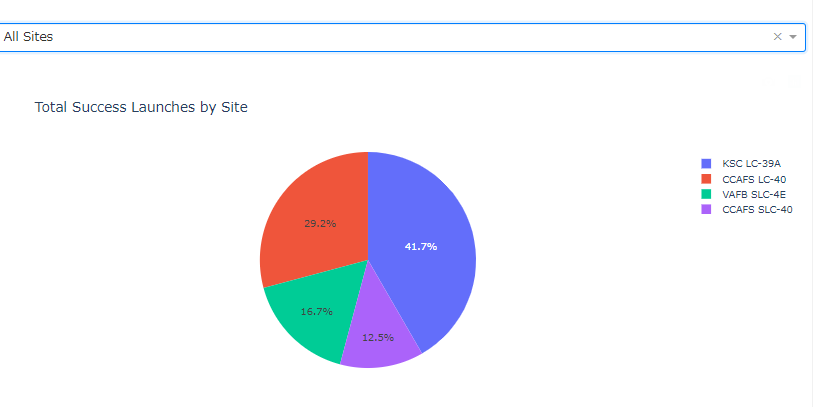 All Sites
Total Success Launches by Site
KSC LC-39A
CCAFS LC-40
VAFB SLC-4E
CCAFS SLC-40
29.2%
41.7%
16.7%
12.5%